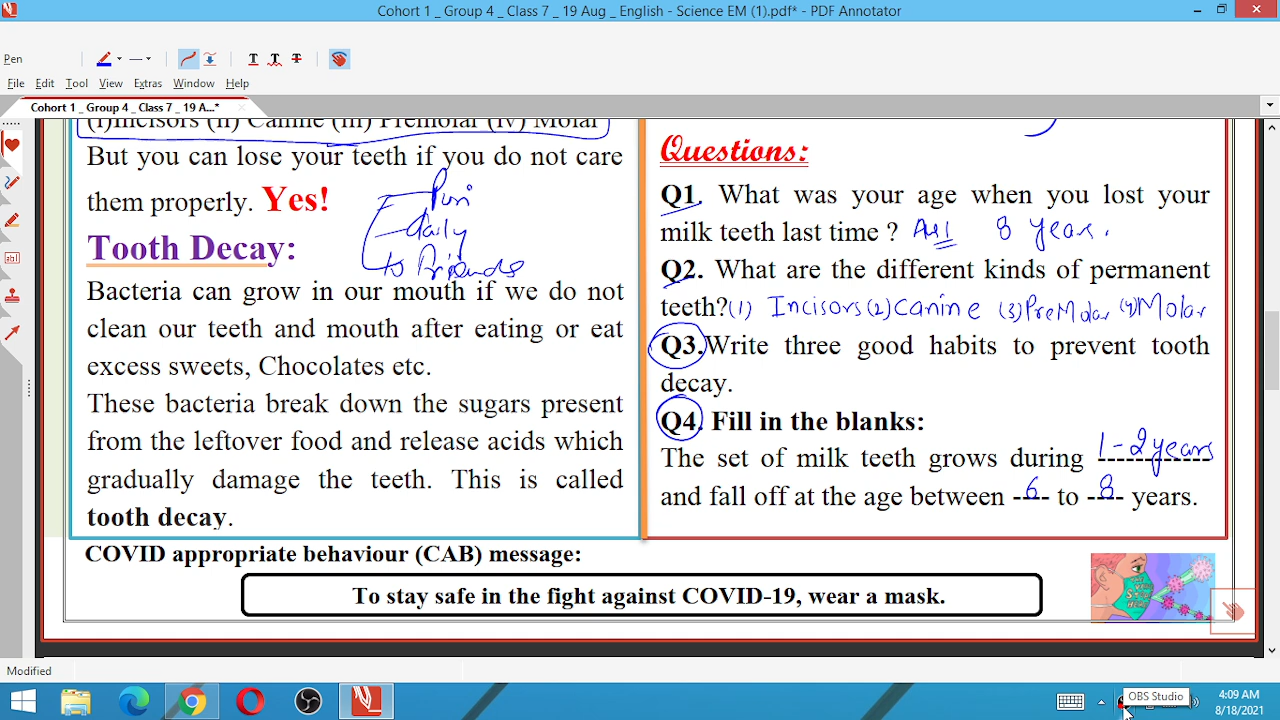 Cohort 1 _ Group 4 _ Class 7 _ 19 Aug _ English - Science EM (1).pdf* - PDF Annotator
Pen
T T T
File Edit Tool View Extras Window Help
Cohort 1 _ Group 4 _ Class 7 _ 19 A...*
(i)Incisors (ii) Canine (iii) Premolar (iv) Molar
But you can lose your teeth if you do not care
them properly. Yes!
daily
to Friends
Tooth Decay:
Bacteria can grow in our mouth if we do not
clean our teeth and mouth after eating or eat
excess sweets, Chocolates etc.
These bacteria break down the sugars present
from the leftover food and release acids which
gradually damage the teeth. This is called
tooth decay.
Questions:
Q1. What was your age when you lost your
milk teeth last time ? Ans 8 years.
Q2. What are the different kinds of permanent
teeth?(1) Incisors (2) Canine (3) PreMolar (4) Molar
Q3.Write three good habits to prevent tooth
decay.
Q4. Fill in the blanks:
The set of milk teeth grows during 1-2 years
and fall off at the age between --6-- to --8-- years.
COVID appropriate behaviour (CAB) message:
To stay safe in the fight against COVID-19, wear a mask.
Modified
OBS Studio
4:09 AM
8/18/2021